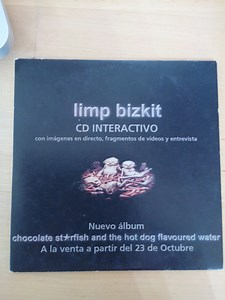 limp bizkit
CD INTERACTIVO
con imágenes en directo, fragmentos de videos y entrevista
Nuevo álbum
chocolate st★rfish and the hot dog flavoured water
A la venta a partir del 23 de Octubre